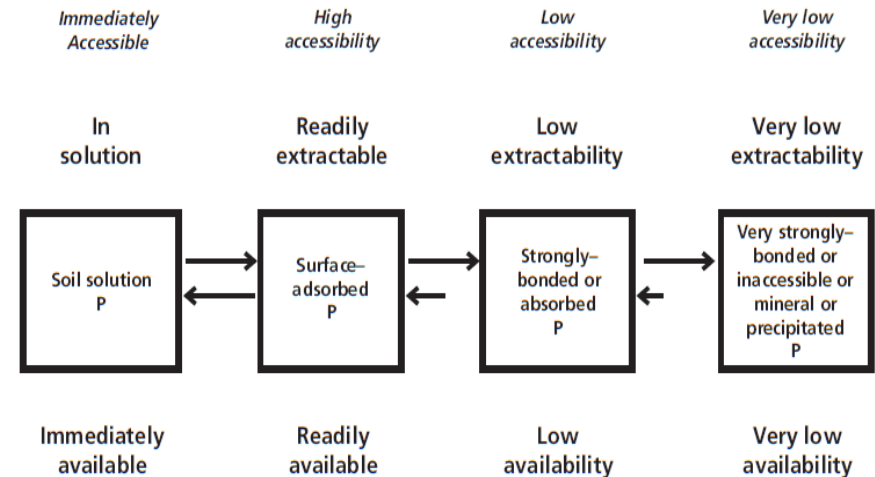 Immediately
Accessible
High
accessibility
Low
accessibility
Very low
accessibility
In
solution
Readily
extractable
Low
extractability
Very low
extractability
Soil solution
P
Surface–
adsorbed
P
Strongly–
bonded or
absorbed
P
Very strongly–
bonded or
inaccessible or
mineral or
precipitated
P
Immediately
available
Readily
available
Low
availability
Very low
availability